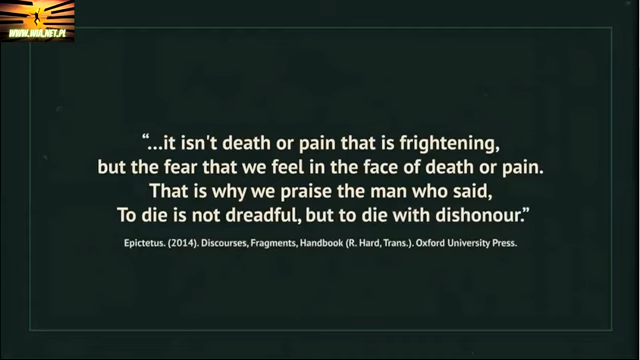 WWW.WIA.NET.PL
“...it isn't death or pain that is frightening,
but the fear that we feel in the face of death or pain.
That is why we praise the man who said,
To die is not dreadful, but to die with dishonour.”
Epictetus. (2014). Discourses, Fragments, Handbook (R. Hard, Trans.). Oxford University Press.